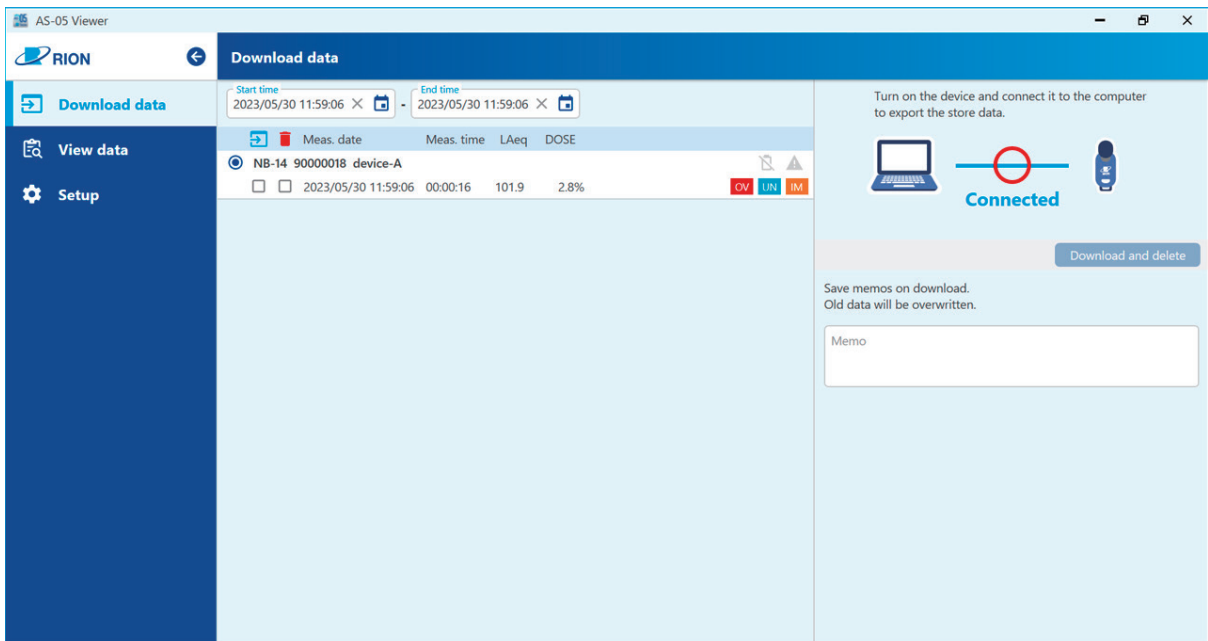 AS-05 Viewer
RION
Download data
Download data
View data
Setup
Start time
2023/05/30 11:59:06
-
End time
2023/05/30 11:59:06
Meas. date Meas. time LAeq DOSE
NB-14 90000018 device-A
2023/05/30 11:59:06 00:00:16 101.9 2.8% OV UN IM
Turn on the device and connect it to the computer
to export the store data.
Connected
Download and delete
Save memos on download.
Old data will be overwritten.
Memo